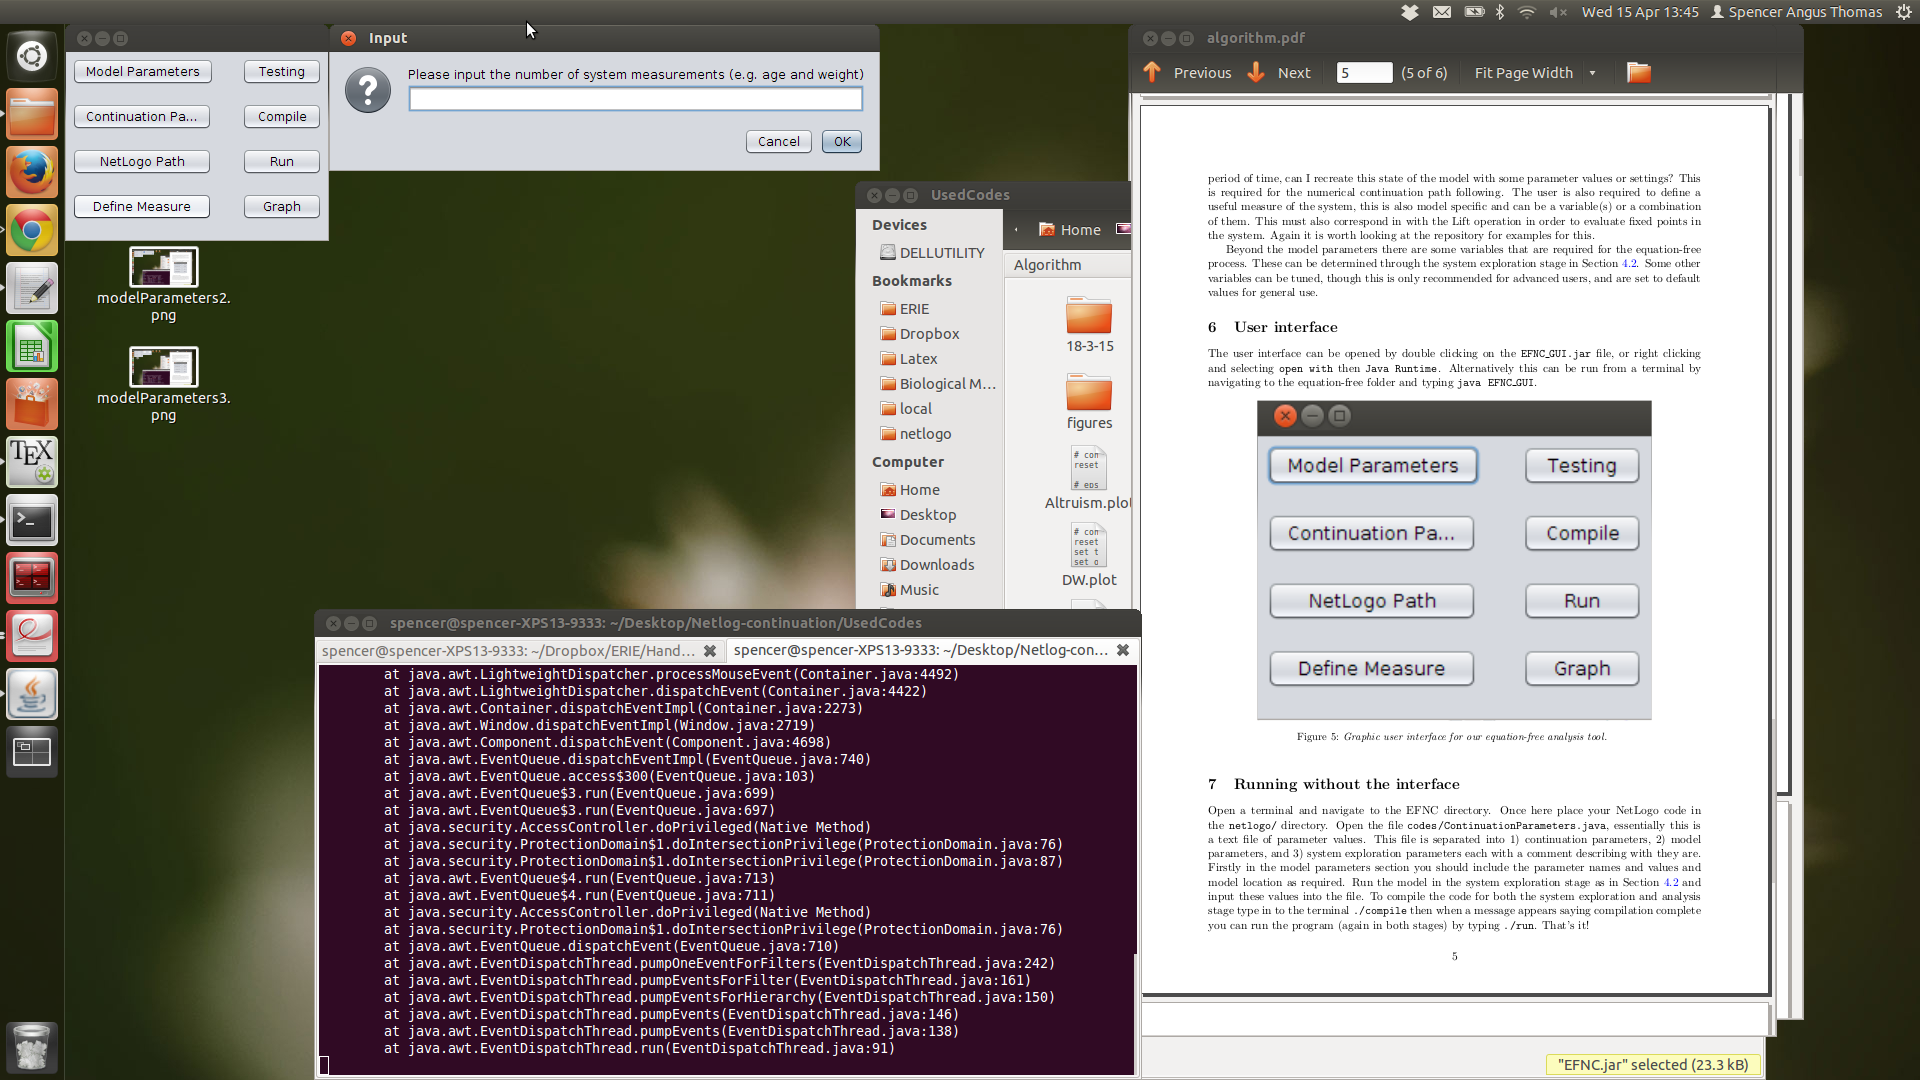 Wed 15 Apr 13:45
Spencer Angus Thomas
Model Parameters
Testing
Continuation Pa...
Compile
NetLogo Path
Run
Define Measure
Graph
Input
Please input the number of system measurements (e.g. age and weight)
Cancel
OK
modelParameters2.
png
modelParameters3.
png
UsedCodes
Devices
DELLUTILITY
Bookmarks
ERIE
Dropbox
Latex
Biological M...
local
netlogo
Computer
Home
Desktop
Documents
Downloads
Music
Home
Algorithm
18-3-15
figures
# con
reset
# eps
Altruism.plot
# con
reset
set t
set o
DW.plot
spencer@spencer-XPS13-9333: ~/Desktop/Netlog-continuation/UsedCodes
spencer@spencer-XPS13-9333: ~/Dropbox/ERIE/Hand...
spencer@spencer-XPS13-9333: ~/Desktop/Netlog-con...
at java.awt.LightweightDispatcher.processMouseEvent(Container.java:4492)
at java.awt.LightweightDispatcher.dispatchEvent(Container.java:4422)
at java.awt.Container.dispatchEventImpl(Container.java:2273)
at java.awt.Window.dispatchEventImpl(Window.java:2719)
at java.awt.Component.dispatchEvent(Component.java:4698)
at java.awt.EventQueue.dispatchEventImpl(EventQueue.java:740)
at java.awt.EventQueue.access$300(EventQueue.java:103)
at java.awt.EventQueue$3.run(EventQueue.java:699)
at java.awt.EventQueue$3.run(EventQueue.java:697)
at java.security.AccessController.doPrivileged(Native Method)
at java.security.ProtectionDomain$1.doIntersectionPrivilege(ProtectionDomain.java:76)
at java.security.ProtectionDomain$1.doIntersectionPrivilege(ProtectionDomain.java:87)
at java.awt.EventQueue$4.run(EventQueue.java:713)
at java.awt.EventQueue$4.run(EventQueue.java:711)
at java.security.AccessController.doPrivileged(Native Method)
at java.security.ProtectionDomain$1.doIntersectionPrivilege(ProtectionDomain.java:76)
at java.awt.EventQueue.dispatchEvent(EventQueue.java:710)
at java.awt.EventDispatchThread.pumpOneEventForFilters(EventDispatchThread.java:242)
at java.awt.EventDispatchThread.pumpEventsForFilter(EventDispatchThread.java:161)
at java.awt.EventDispatchThread.pumpEventsForHierarchy(EventDispatchThread.java:150)
at java.awt.EventDispatchThread.pumpEvents(EventDispatchThread.java:146)
at java.awt.EventDispatchThread.pumpEvents(EventDispatchThread.java:138)
at java.awt.EventDispatchThread.run(EventDispatchThread.java:91)
algorithm.pdf
Previous
Next
5
(5 of 6)
Fit Page Width
period of time, can I recreate this state of the model with some parameter values or settings? This
is required for the numerical continuation path following. The user is also required to define a
useful measure of the system, this is also model specific and can be a variable(s) or a combination
of them. This must also correspond in with the Lift operation in order to evaluate fixed points in
the system. Again it is worth looking at the repository for examples for this.
Beyond the model parameters there are some variables that are required for the equation-free
process. These can be determined through the system exploration stage in Section 4.2. Some other
variables can be tuned, though this is only recommended for advanced users, and are set to default
values for general use.
6 User interface
The user interface can be opened by double clicking on the EFNC_GUI.jar file, or right clicking
and selecting open with then Java Runtime. Alternatively this can be run from a terminal by
navigating to the equation-free folder and typing java EFNC_GUI.
Model Parameters
Testing
Continuation Pa...
Compile
NetLogo Path
Run
Define Measure
Graph
Figure 5: Graphic user interface for our equation-free analysis tool.
7 Running without the interface
Open a terminal and navigate to the EFNC directory. Once here place your NetLogo code in
the netlogo/ directory. Open the file codes/ContinuationParameters.java, essentially this is
a text file of parameter values. This file is separated into 1) continuation parameters, 2) model
parameters, and 3) system exploration parameters each with a comment describing with they are.
Firstly in the model parameters section you should include the parameter names and values and
model location as required. Run the model in the system exploration stage as in Section 4.2 and
input these values into the file. To compile the code for both the system exploration and analysis
stage type in to the terminal ./compile then when a message appears saying compilation complete
you can run the program (again in both stages) by typing ./run. That's it!
5
"EFNC.jar" selected (23.3 kB)
TEX